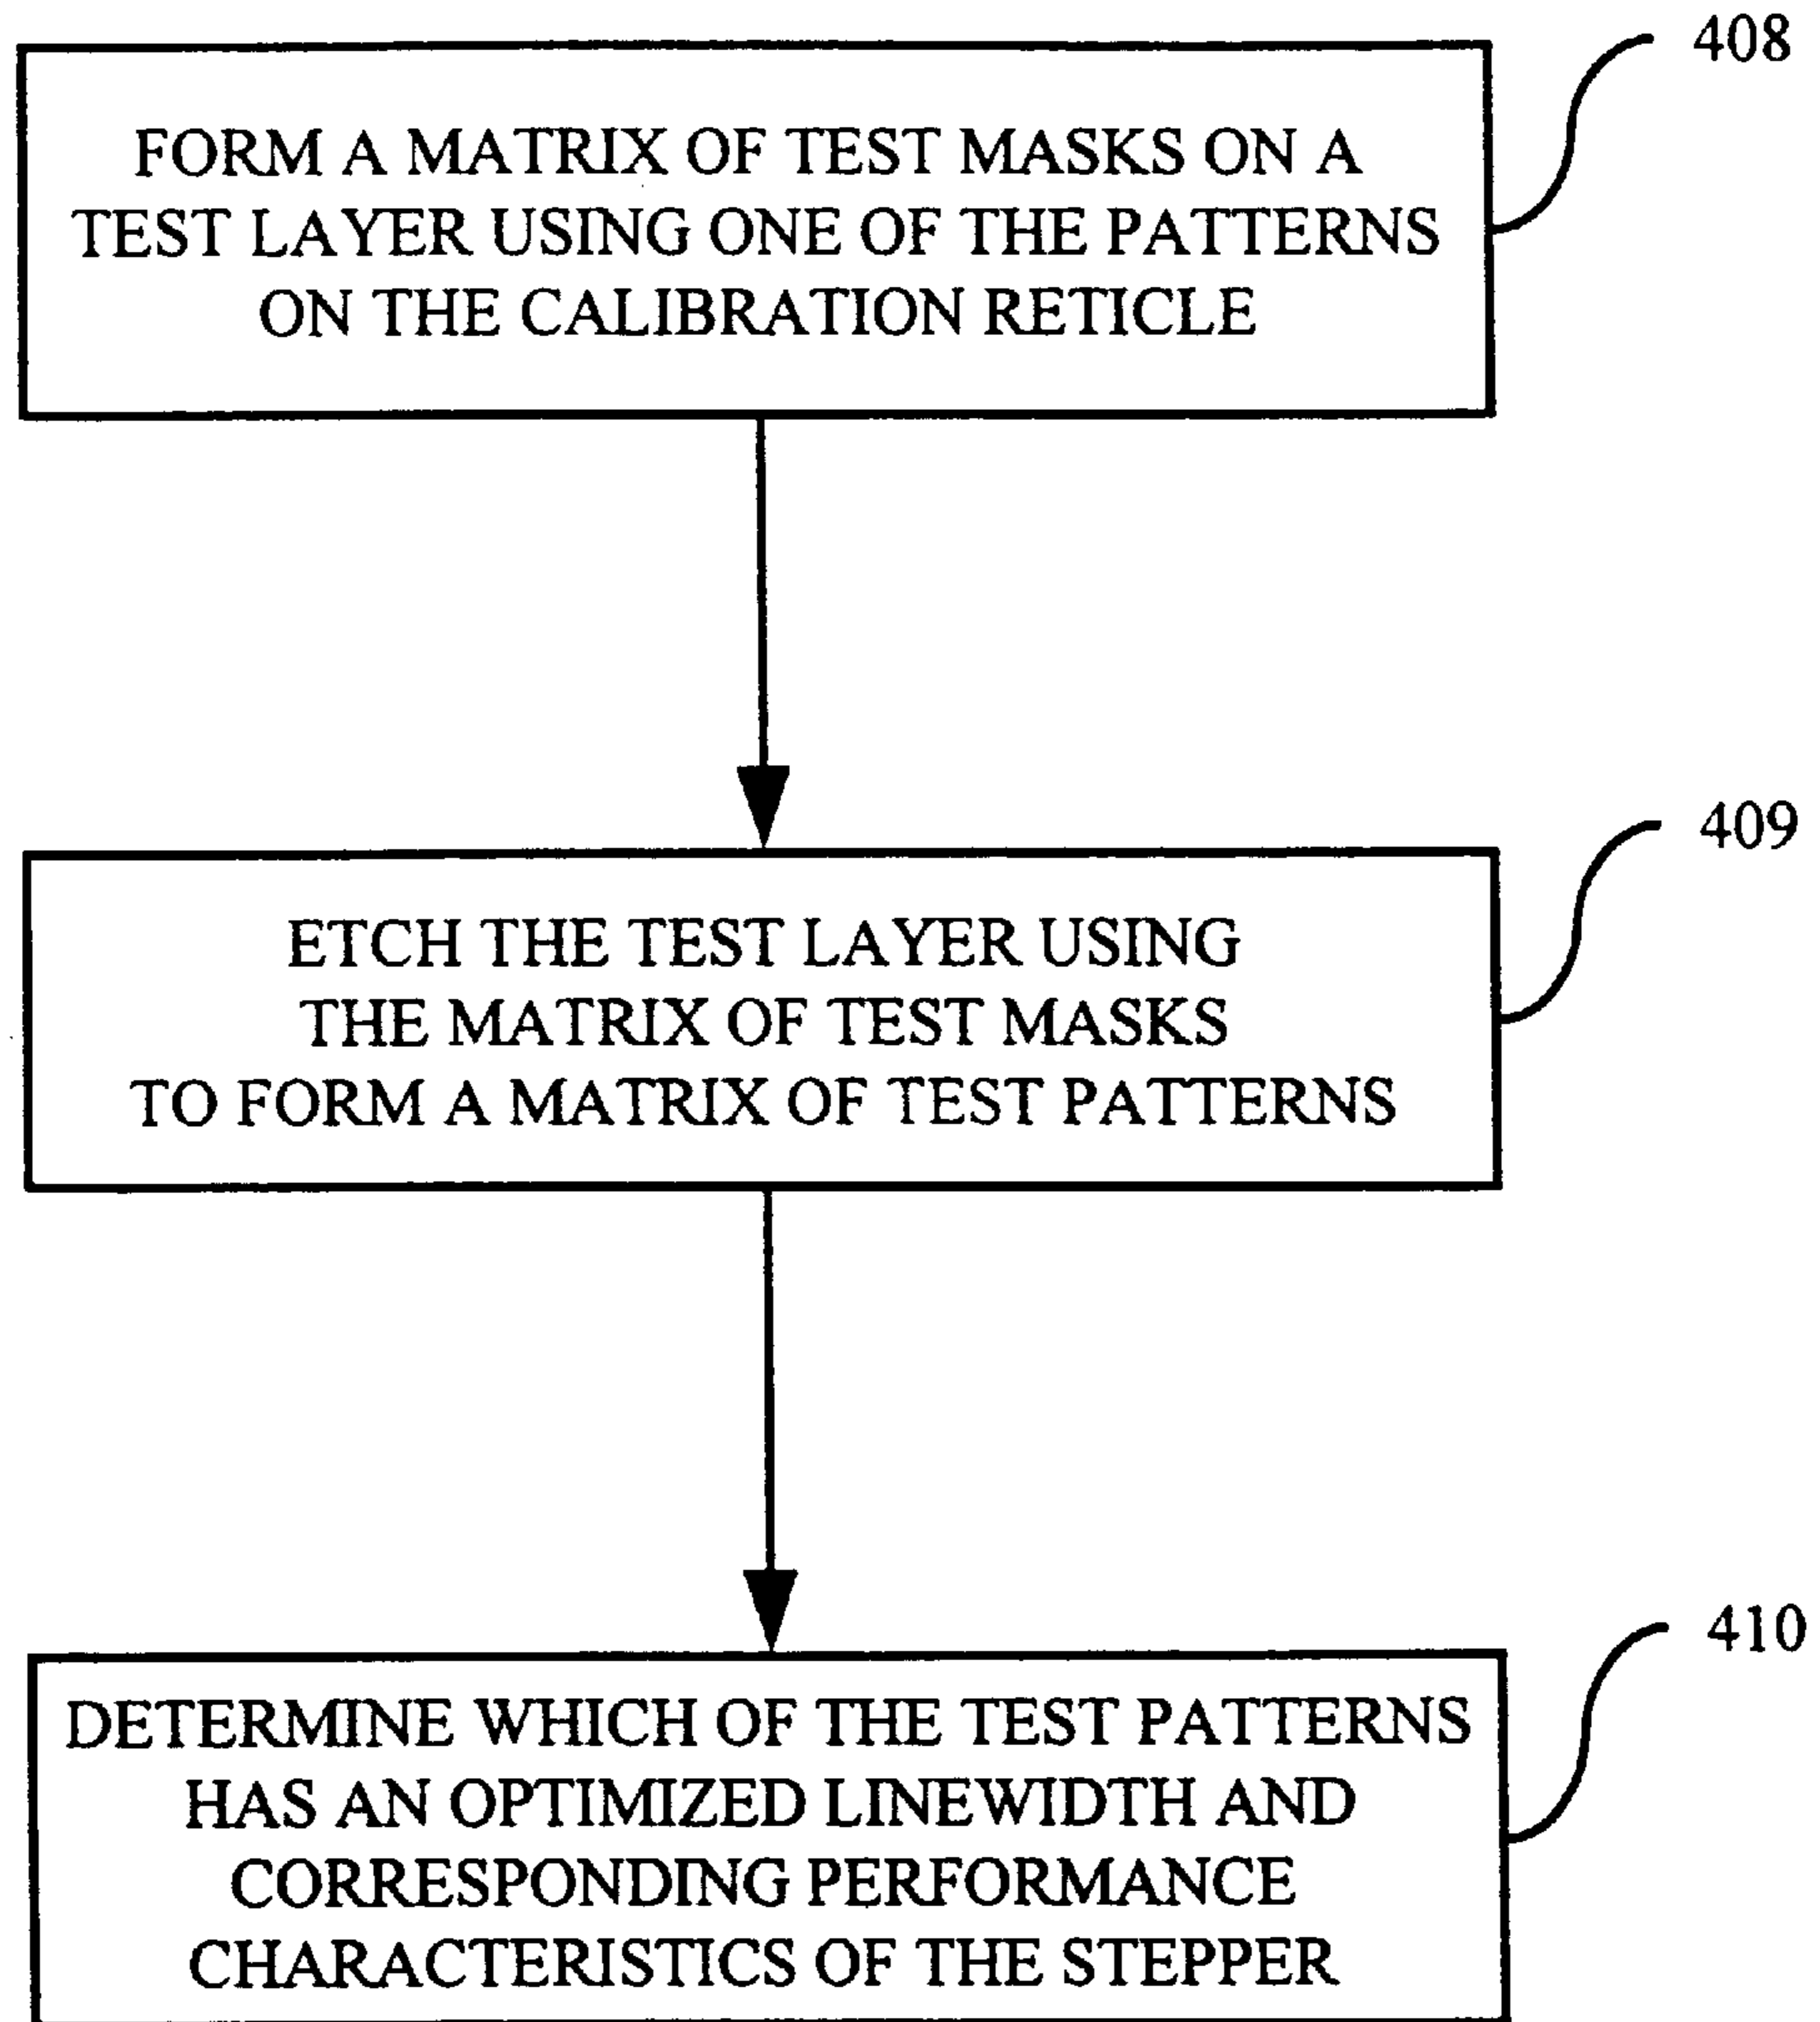 408
FORM A MATRIX OF TEST MASKS ON A
TEST LAYER USING ONE OF THE PATTERNS
ON THE CALIBRATION RETICLE
409
ETCH THE TEST LAYER USING
THE MATRIX OF TEST MASKS
TO FORM A MATRIX OF TEST PATTERNS
410
DETERMINE WHICH OF THE TEST PATTERNS
HAS AN OPTIMIZED LINEWIDTH AND
CORRESPONDING PERFORMANCE
CHARACTERISTICS OF THE STEPPER